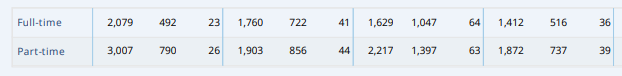 Full-time 2,079 492 23 1,760 722 41 1,629 1,047 64 1,412 516 36
Part-time 3,007 790 26 1,903 856 44 2,217 1,397 63 1,872 737 39